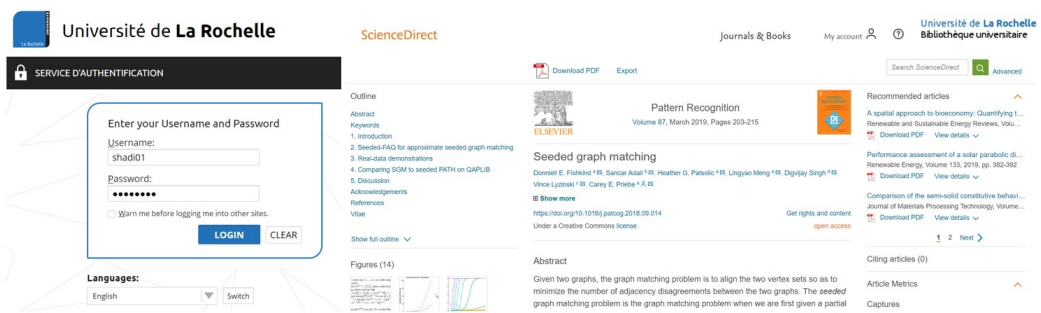 La Rochelle
Université de La Rochelle
SERVICE D'AUTHENTIFICATION
Enter your Username and Password
Username:
shadi01
Password:
••••••••
Warn me before logging me into other sites.
LOGIN
CLEAR
Languages:
English
Switch
ScienceDirect
Journals & Books
My account
Université de La Rochelle
Bibliothèque universitaire
Download PDF
Export
Search ScienceDirect
Advanced
Outline
Abstract
Keywords
1. Introduction
2. Seeded-FAQ for approximate seeded graph matching
3. Real-data demonstrations
4. Comparing SGM to seeded PATH on QAPLIB
5. Discussion
Acknowledgements
References
Vitae
Show full outline
Figures (14)
ELSEVIER
Pattern Recognition
Volume 87, March 2019, Pages 203-215
Seeded graph matching
Donniell E. Fishkind ᵃ, Sancar Adali ᵇ, Heather G. Patsolic ᵃ, Lingyao Meng ᵃ, Digvijay Singh ᵈ,
Vince Lyzinski ᶜ, Carey E. Priebe ᵃ
Show more
https://doi.org/10.1016/j.patcog.2018.09.014
Get rights and content
Under a Creative Commons license
open access
Abstract
Given two graphs, the graph matching problem is to align the two vertex sets so as to
minimize the number of adjacency disagreements between the two graphs. The seeded
graph matching problem is the graph matching problem when we are first given a partial
Recommended articles
A spatial approach to bioeconomy: Quantifying t...
Renewable and Sustainable Energy Reviews, Volu...
Download PDF
View details
Performance assessment of a solar parabolic di...
Renewable Energy, Volume 133, 2019, pp. 382-392
Download PDF
View details
Comparison of the semi-solid constitutive behavi...
Journal of Materials Processing Technology, Volume...
Download PDF
View details
1 2 Next
Citing articles (0)
Article Metrics
Captures